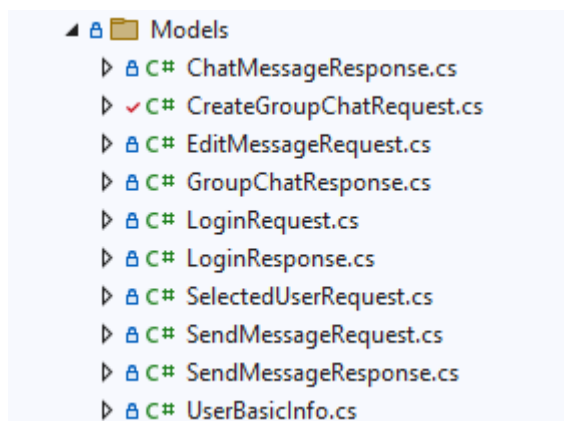 Models
C# ChatMessageResponse.cs
C# CreateGroupChatRequest.cs
C# EditMessageRequest.cs
C# GroupChatResponse.cs
C# LoginRequest.cs
C# LoginResponse.cs
C# SelectedUserRequest.cs
C# SendMessageRequest.cs
C# SendMessageResponse.cs
C# UserBasicInfo.cs